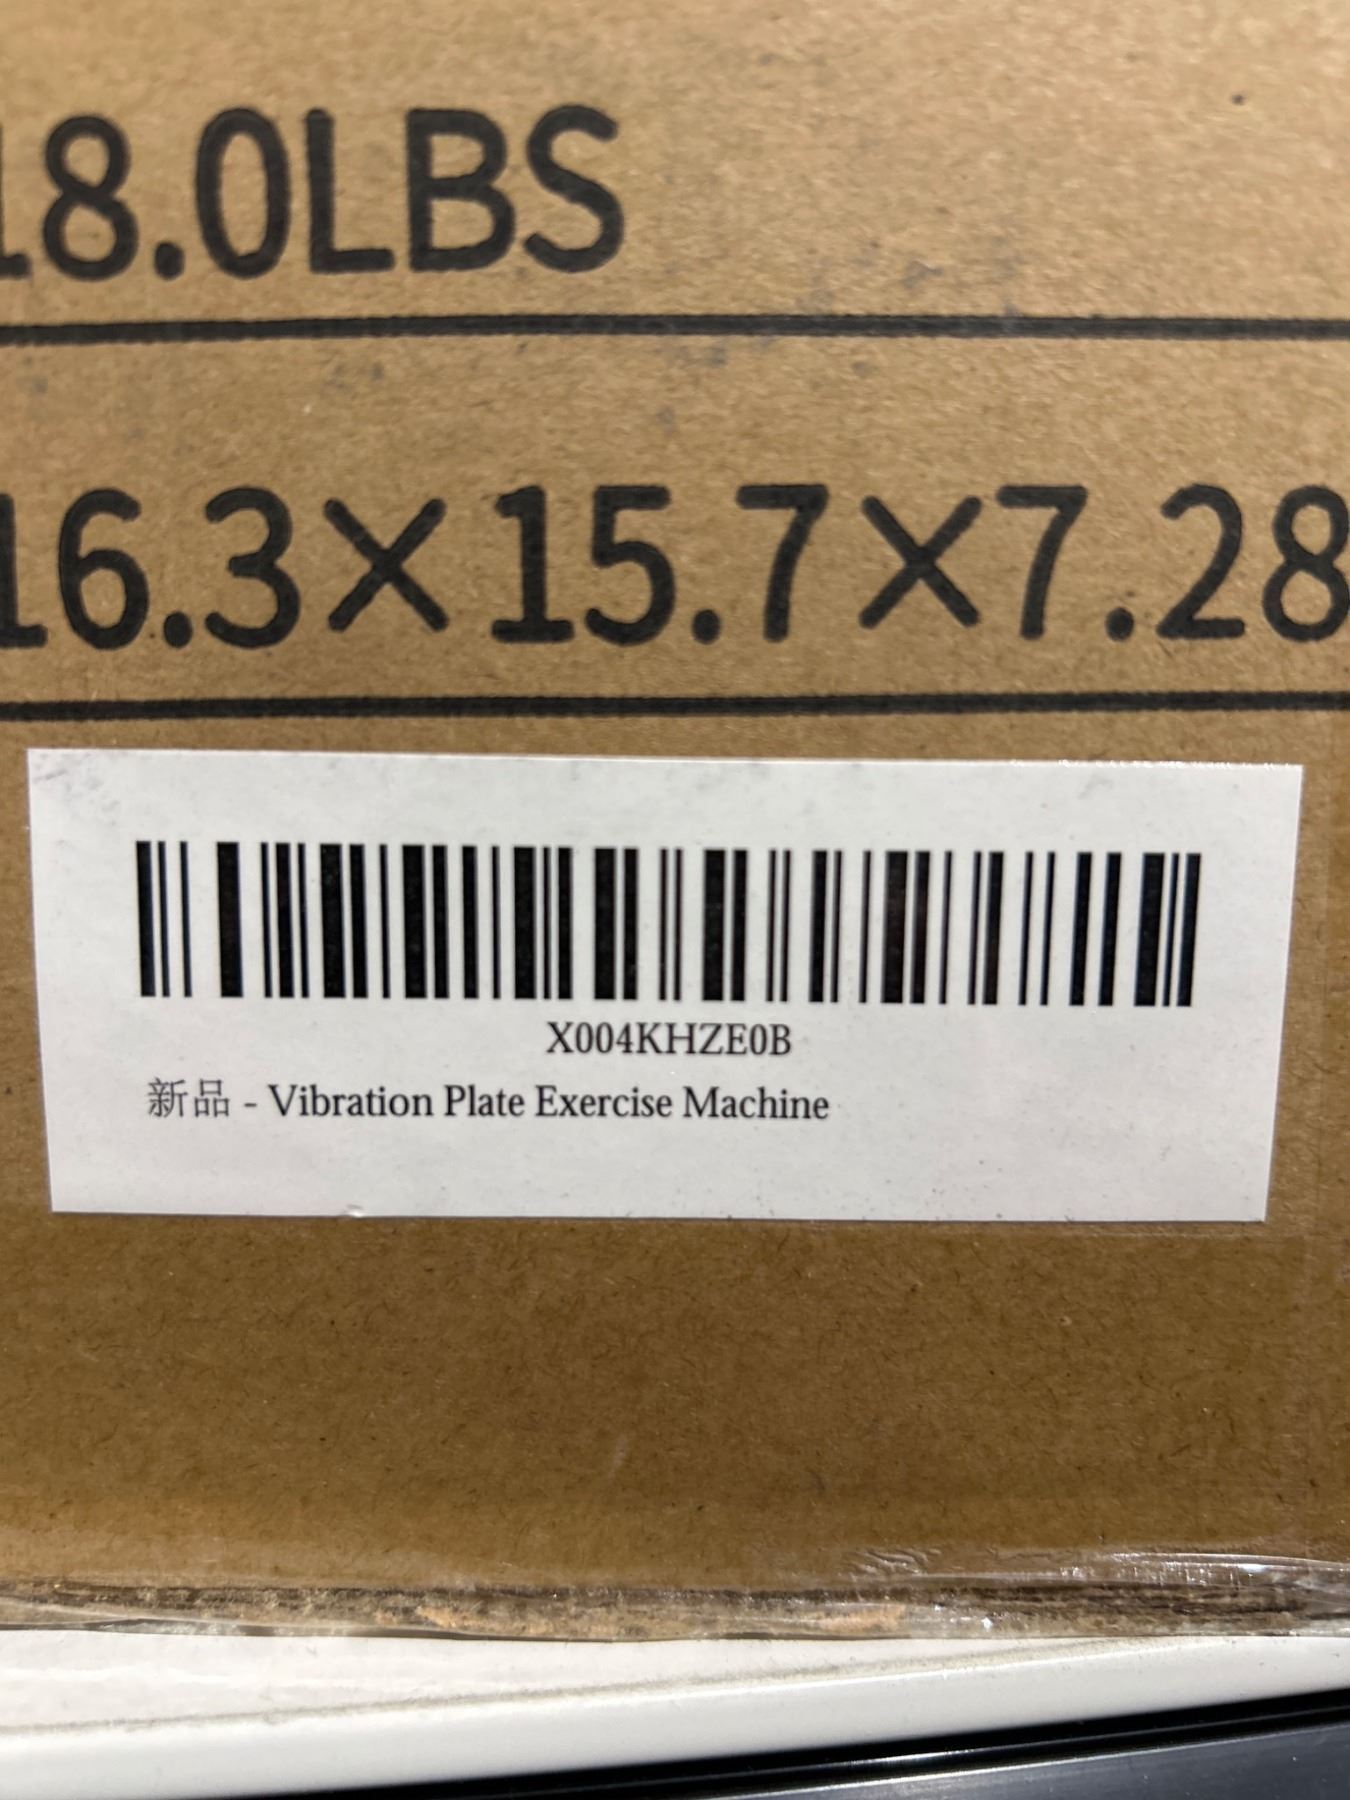 18.0LBS
16.3×15.7×7.28
X004KHZE0B
新品 - Vibration Plate Exercise Machine